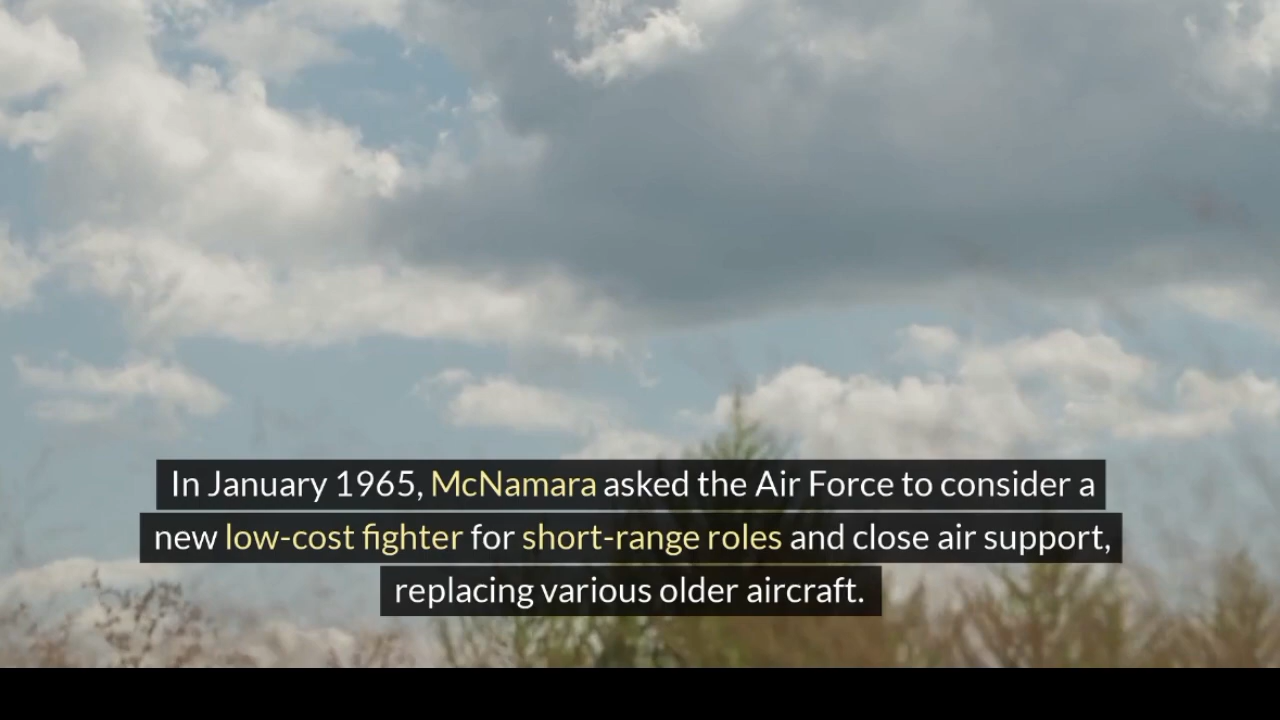 In January 1965, McNamara asked the Air Force to consider a
new low-cost fighter for short-range roles and close air support,
replacing various older aircraft.